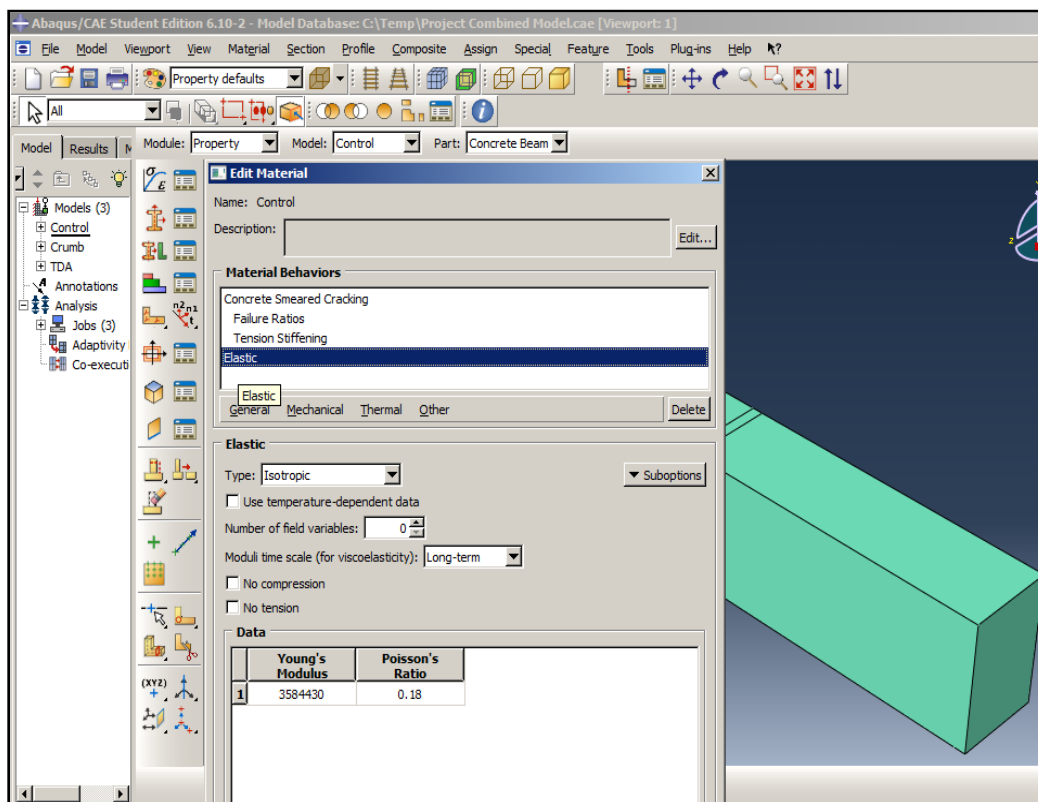 Abaqus/CAE Student Edition 6.10-2 - Model Database: C:\Temp\Project Combined Model.cae [Viewport: 1]
File Model Viewport View Material Section Profile Composite Assign Special Feature Tools Plug-ins Help
Property defaults
All
Model Results
Module: Property Model: Control Part: Concrete Beam
Models (3)
Control
Crumb
TDA
Annotations
Analysis
Jobs (3)
Adaptivity
Co-executi
σ
ε
n2 n1
t
(XYZ)
Edit Material
Name: Control
Description:
Edit...
Material Behaviors
Concrete Smeared Cracking
Failure Ratios
Tension Stiffening
Elastic
Elastic
General Mechanical Thermal Other Delete
Elastic
Type: Isotropic Suboptions
Use temperature-dependent data
Number of field variables: 0
Moduli time scale (for viscoelasticity): Long-term
No compression
No tension
Data
Young's Modulus Poisson's Ratio
1 3584430 0.18
z